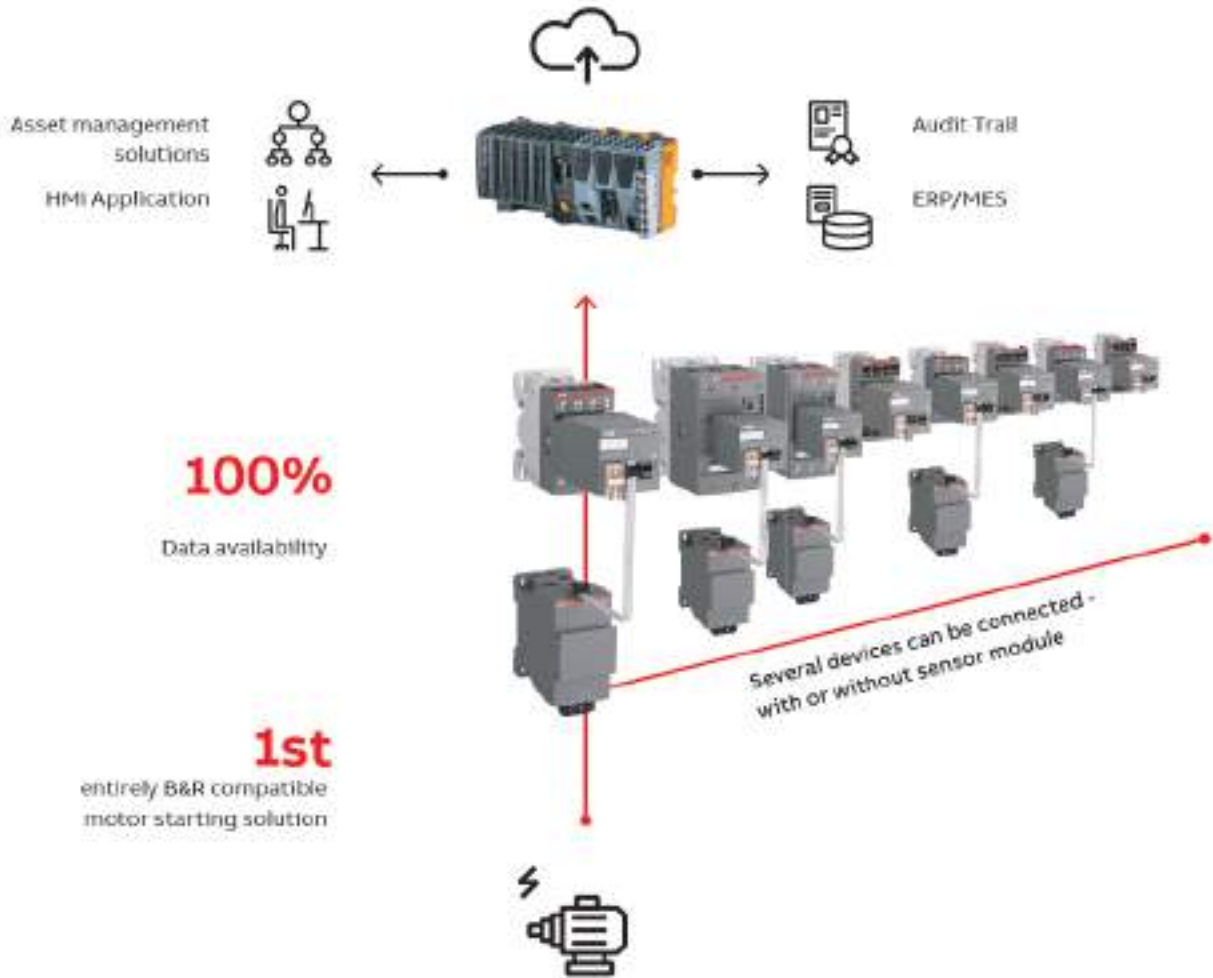 Asset management
solutions
HMI Application
Audit Trail
ERP/MES
100%
Data availability
Several devices can be connected -
with or without sensor module
1st
entirely B&R compatible
motor starting solution